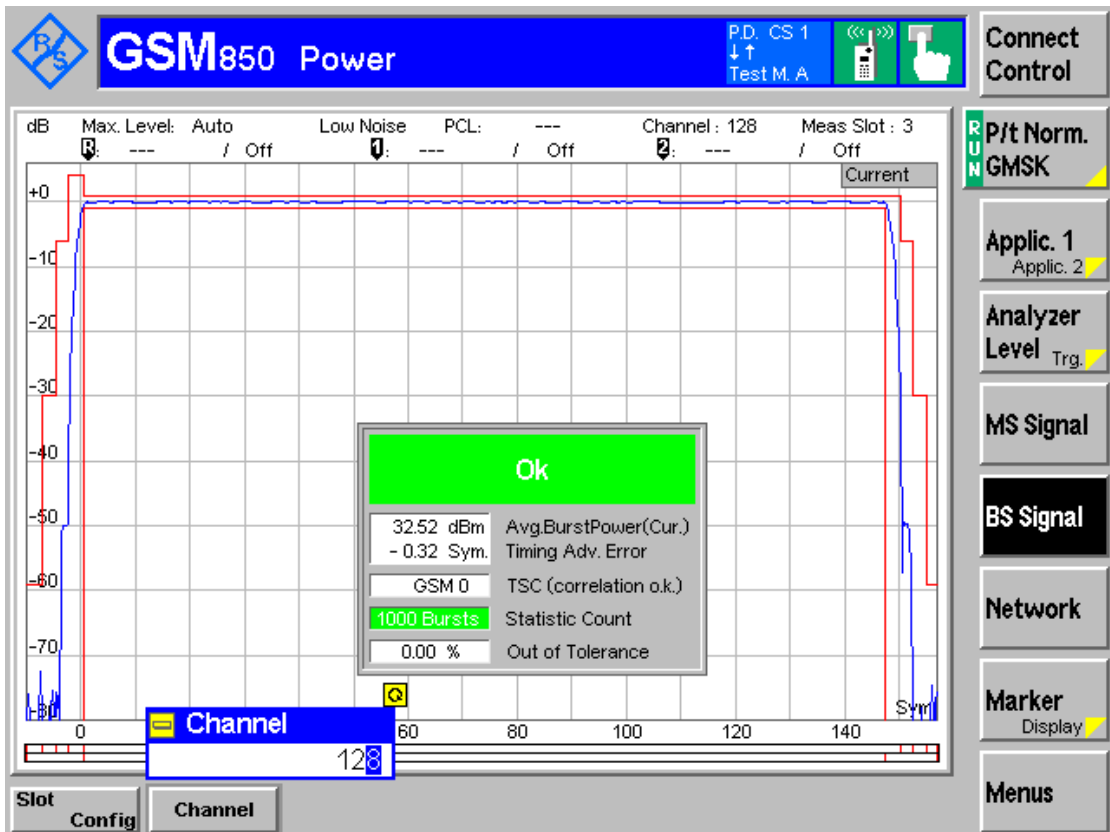 R/S
GSM850 Power
P.D. CS 1
↓↑
Test M. A
Connect
Control
dB Max. Level: Auto Low Noise PCL: --- Channel : 128 Meas Slot : 3
R: --- / Off 1: --- / Off 2: --- / Off
Current
+0
-10
-20
-30
-40
-50
-60
-70
-80
Ok
32.52 dBm Avg.BurstPower(Cur.)
- 0.32 Sym. Timing Adv. Error
GSM 0 TSC (correlation o.k.)
1000 Bursts Statistic Count
0.00 % Out of Tolerance
Sym
0 60 80 100 120 140
Channel
128
Slot
Config
Channel
RUN
P/t Norm.
GMSK
Applic. 1
Applic. 2
Analyzer
Level Trg.
MS Signal
BS Signal
Network
Marker
Display
Menus